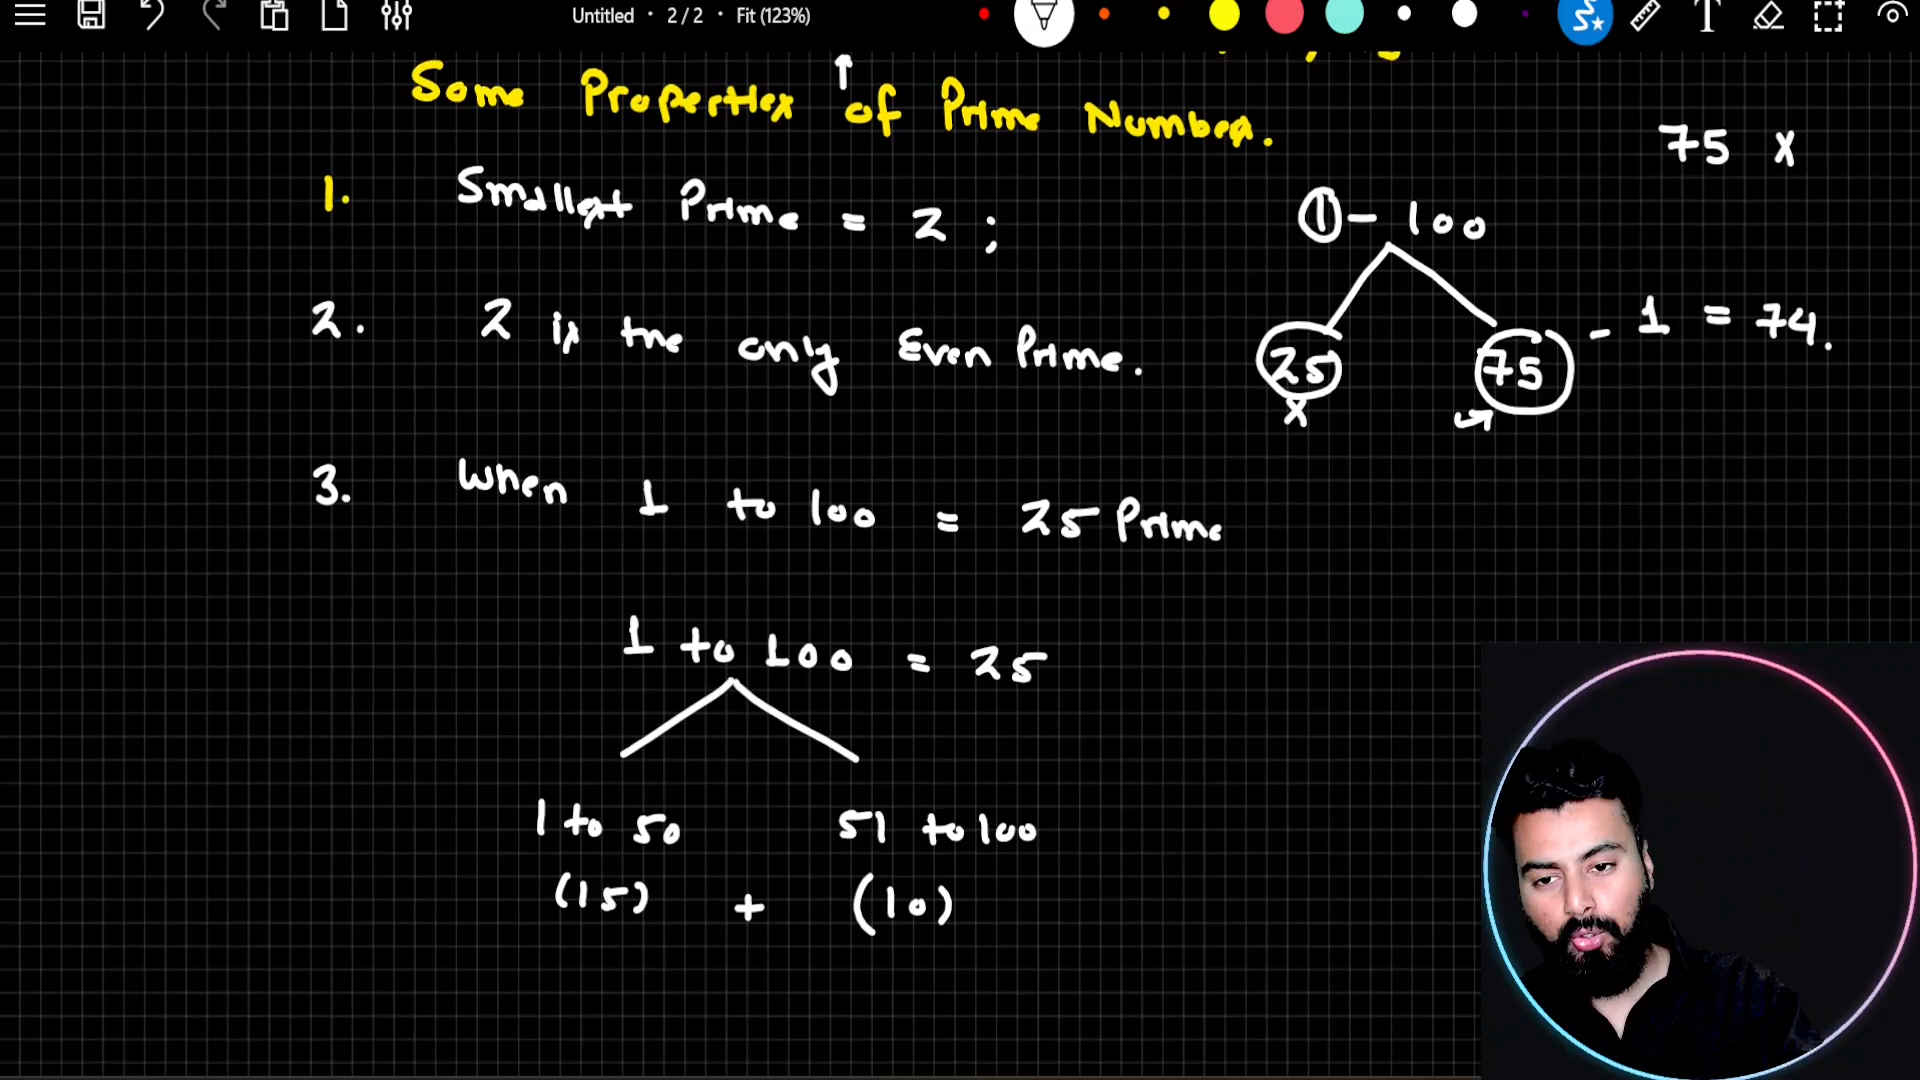 Untitled • 2 / 2 • Fit (123%)
Some Properties of Prime Number.
75 x
1. Smallest Prime = 2 ;
1 - 100
2. 2 is the only Even Prime.
25 75 - 1 = 74.
x
3. When 1 to 100 = 25 Prime
1 to 100 = 25
1 to 50 51 to 100
(15) + (10)